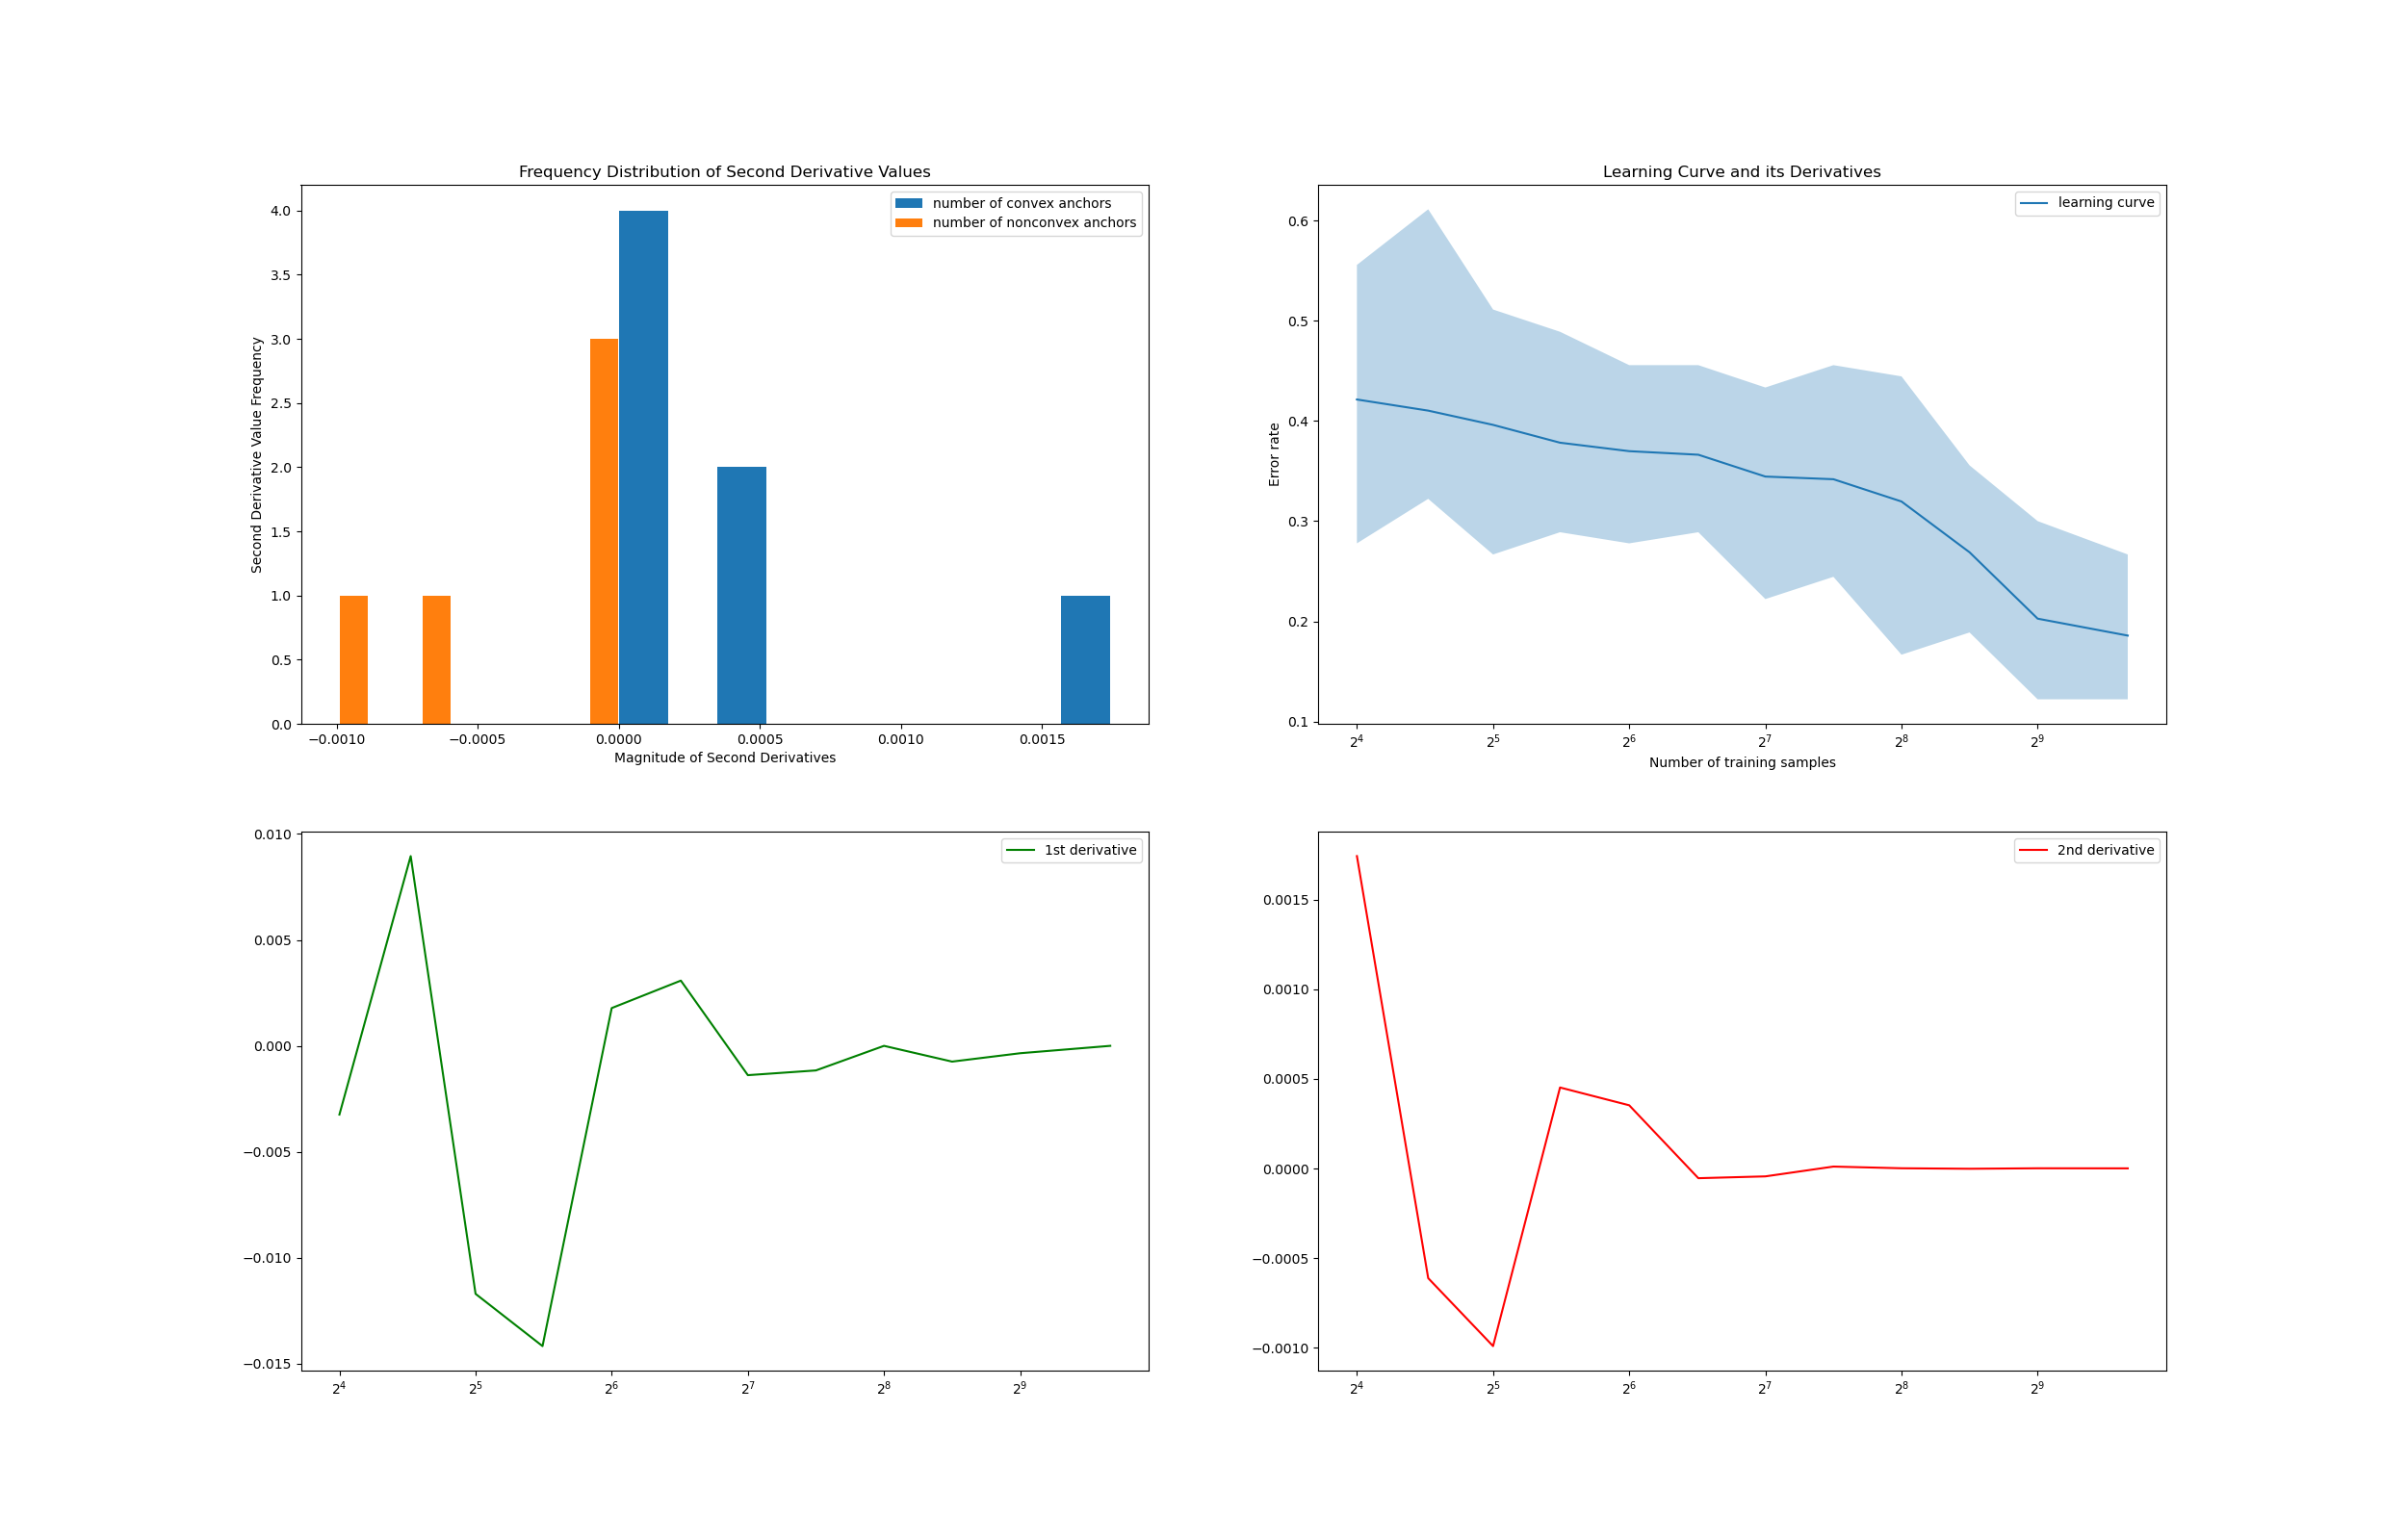 Frequency Distribution of Second Derivative Values
number of convex anchors
number of nonconvex anchors
4.0
3.5
3.0
2.5
2.0
1.5
1.0
0.5
0.0
Second Derivative Value Frequency
−0.0010 −0.0005 0.0000 0.0005 0.0010 0.0015
Magnitude of Second Derivatives
Learning Curve and its Derivatives
learning curve
0.6
0.5
0.4
0.3
0.2
0.1
Error rate
2⁴ 2⁵ 2⁶ 2⁷ 2⁸ 2⁹
Number of training samples
1st derivative
0.010
0.005
0.000
−0.005
−0.010
−0.015
2⁴ 2⁵ 2⁶ 2⁷ 2⁸ 2⁹
2nd derivative
0.0015
0.0010
0.0005
0.0000
−0.0005
−0.0010
2⁴ 2⁵ 2⁶ 2⁷ 2⁸ 2⁹